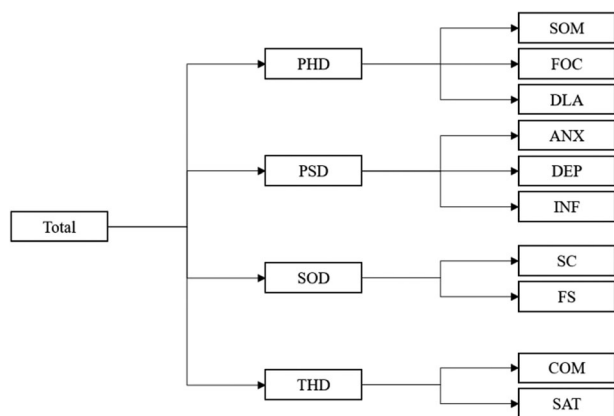 Total
PHD
SOM
FOC
DLA
PSD
ANX
DEP
INF
SOD
SC
FS
THD
COM
SAT